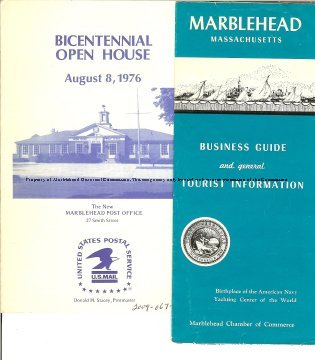 BICENTENNIAL
OPEN HOUSE
August 8, 1976
The New
MARBLEHEAD POST OFFICE
27 Smith Street
UNITED STATES POSTAL SERVICE
U.S.MAIL
Donald M. Stacey, Postmaster
MARBLEHEAD
MASSACHUSETTS
BUSINESS GUIDE
and general
TOURIST INFORMATION
Birthplace of the American Navy
Yachting Center of the World
Marblehead Chamber of Commerce